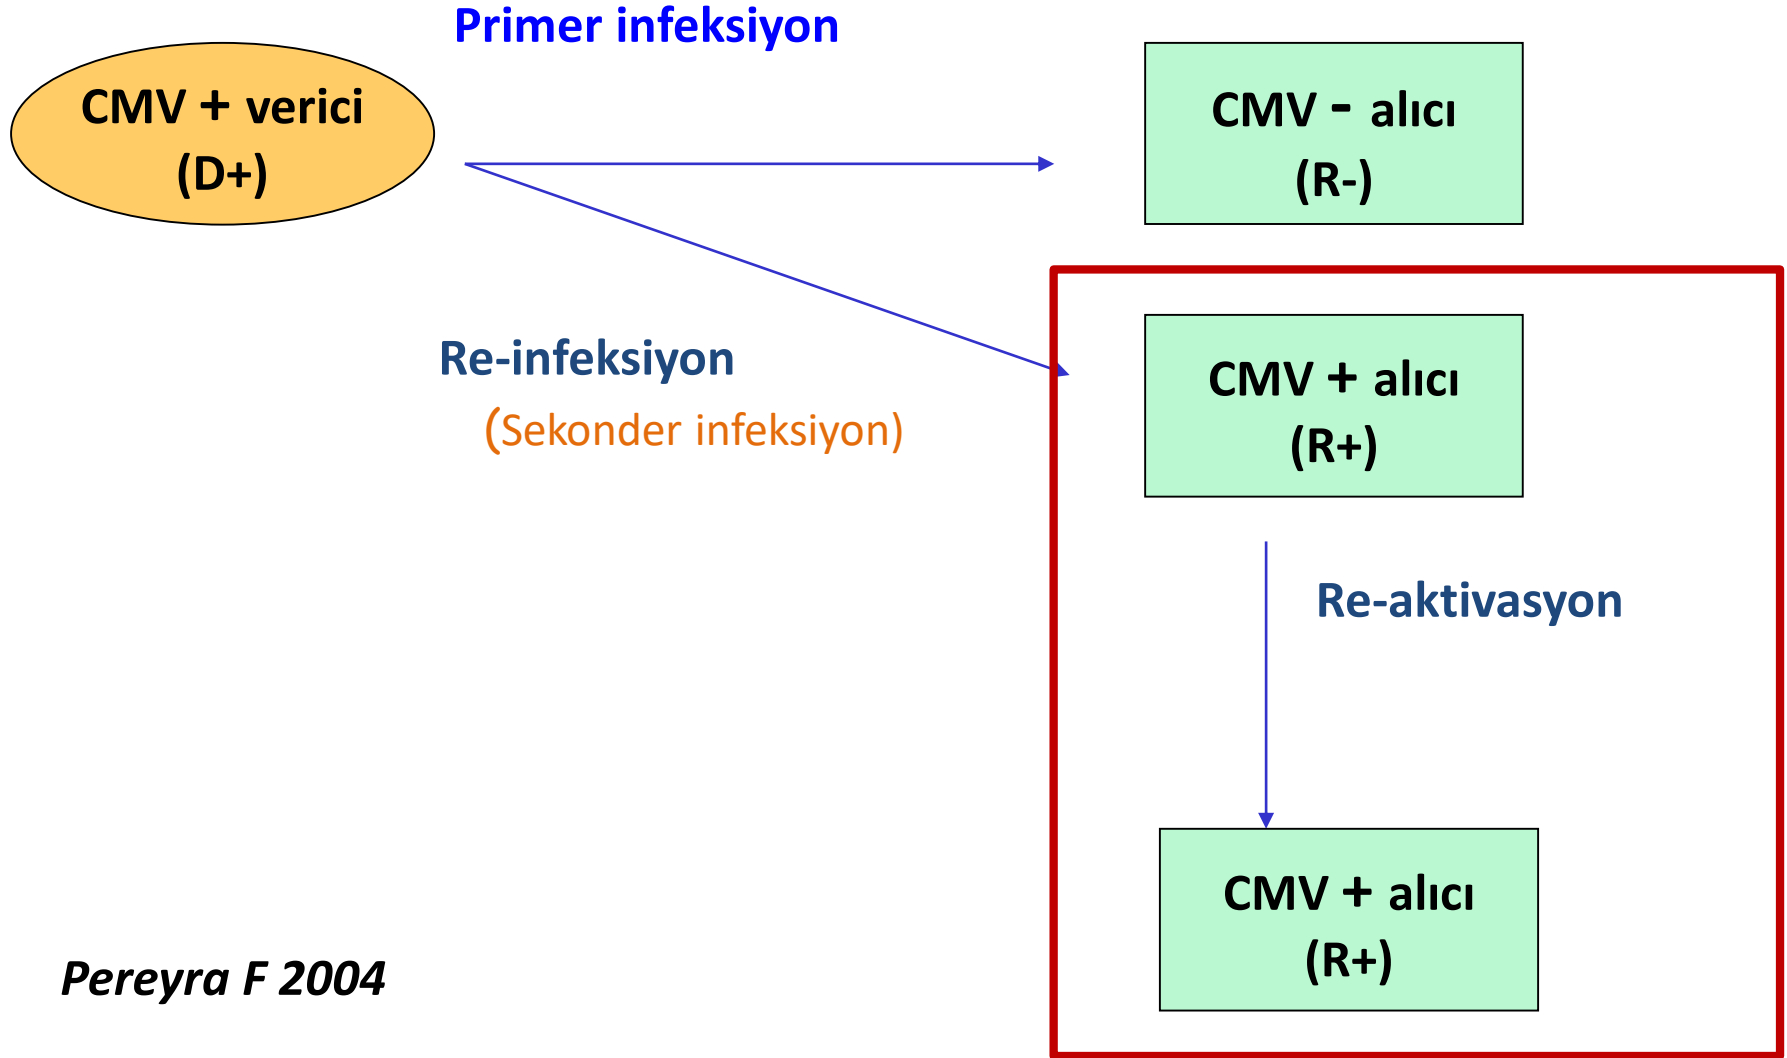 Primer infeksiyon
CMV + verici
(D+)
CMV - alıcı
(R-)
Re-infeksiyon
(Sekonder infeksiyon)
CMV + alıcı
(R+)
Re-aktivasyon
CMV + alıcı
(R+)
Pereyra F 2004